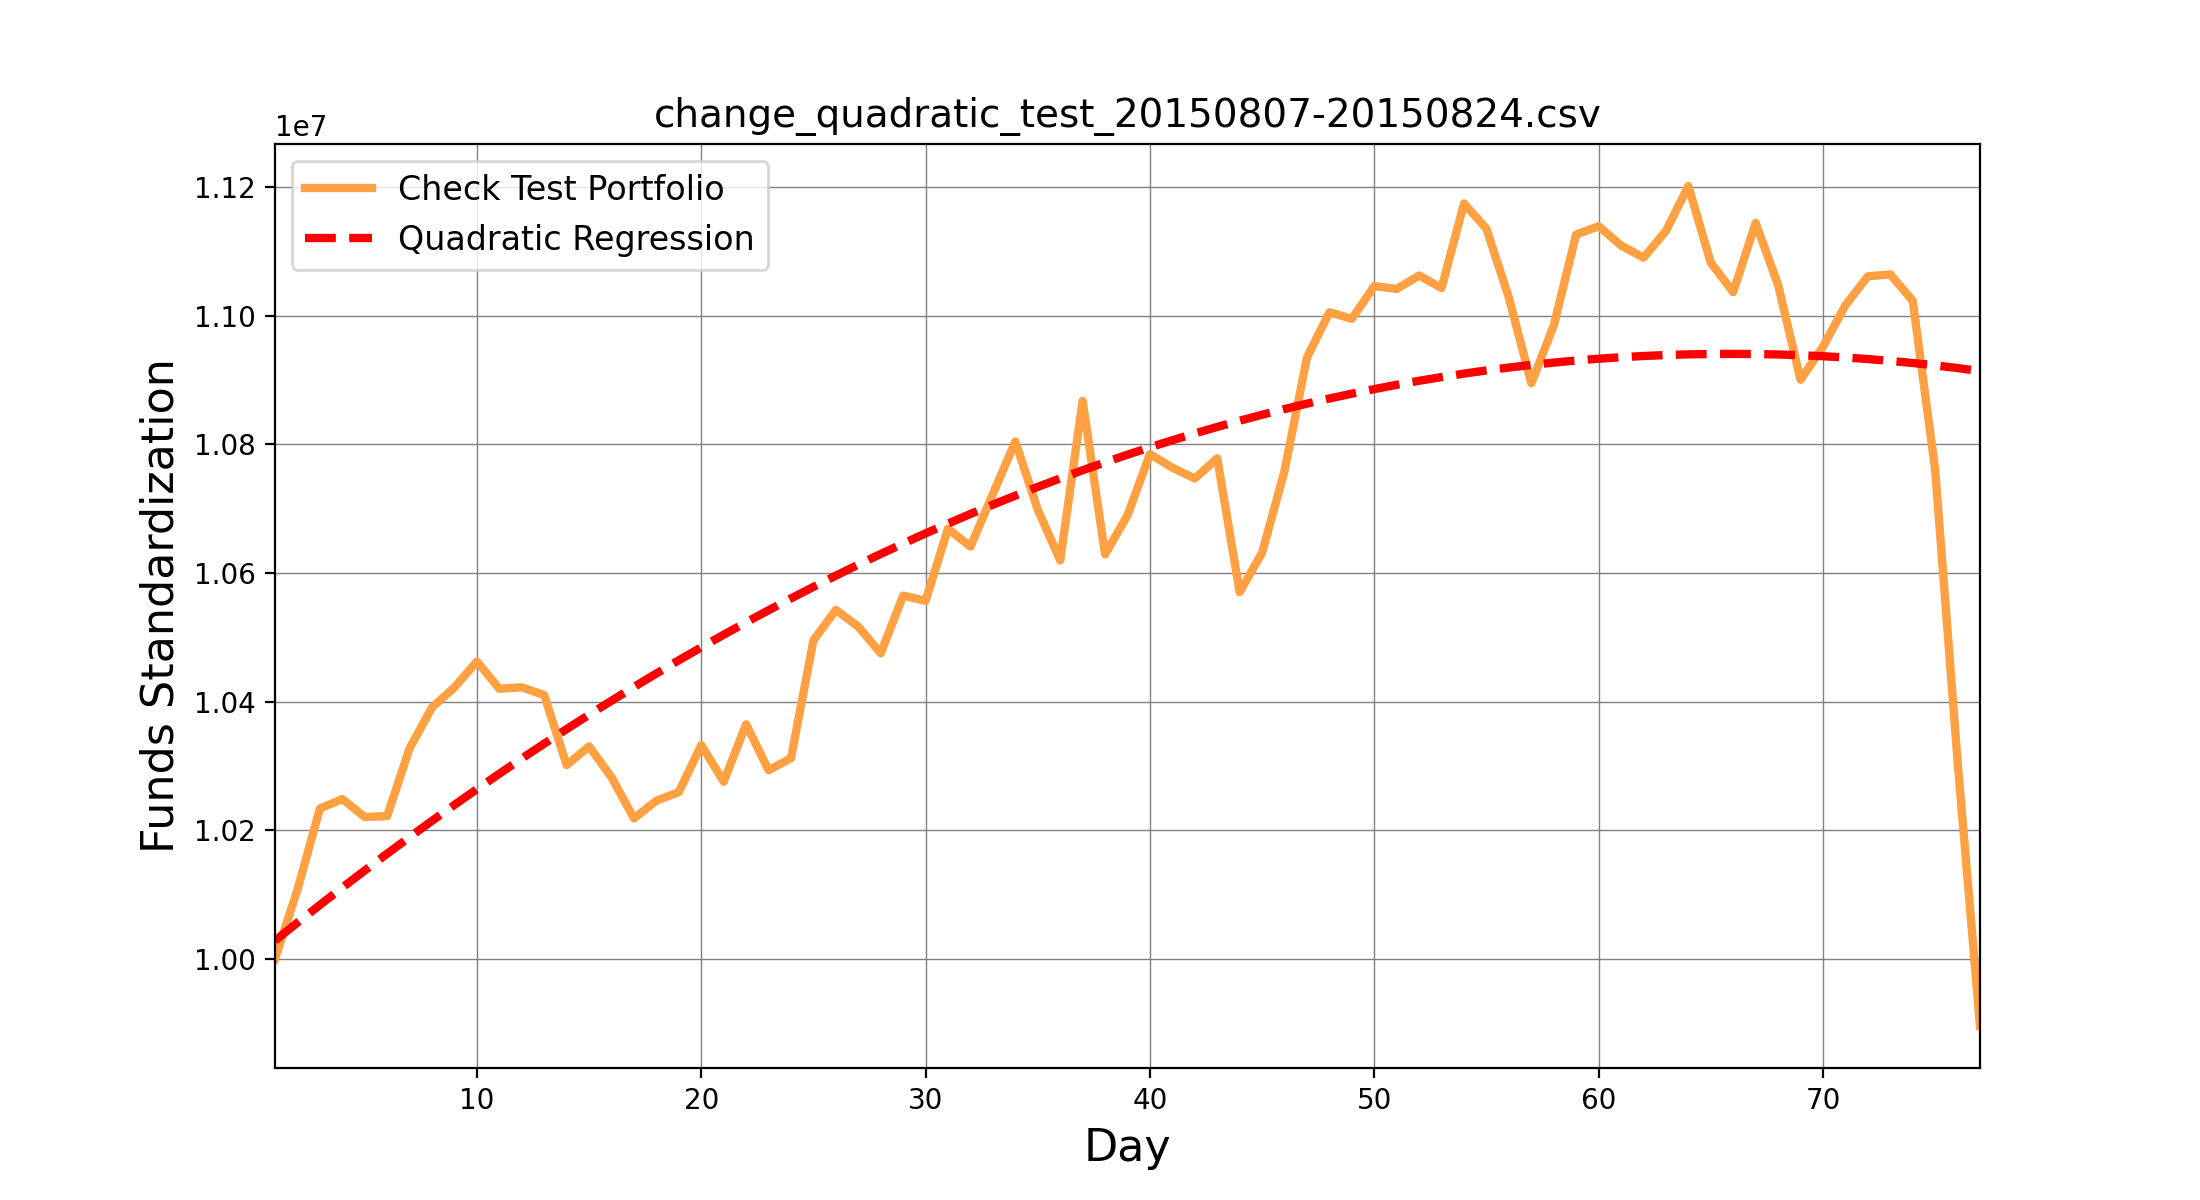 change_quadratic_test_20150807-20150824.csv
1e7
Check Test Portfolio
Quadratic Regression
1.12
1.10
1.08
1.06
1.04
1.02
1.00
Funds Standardization
10 20 30 40 50 60 70
Day